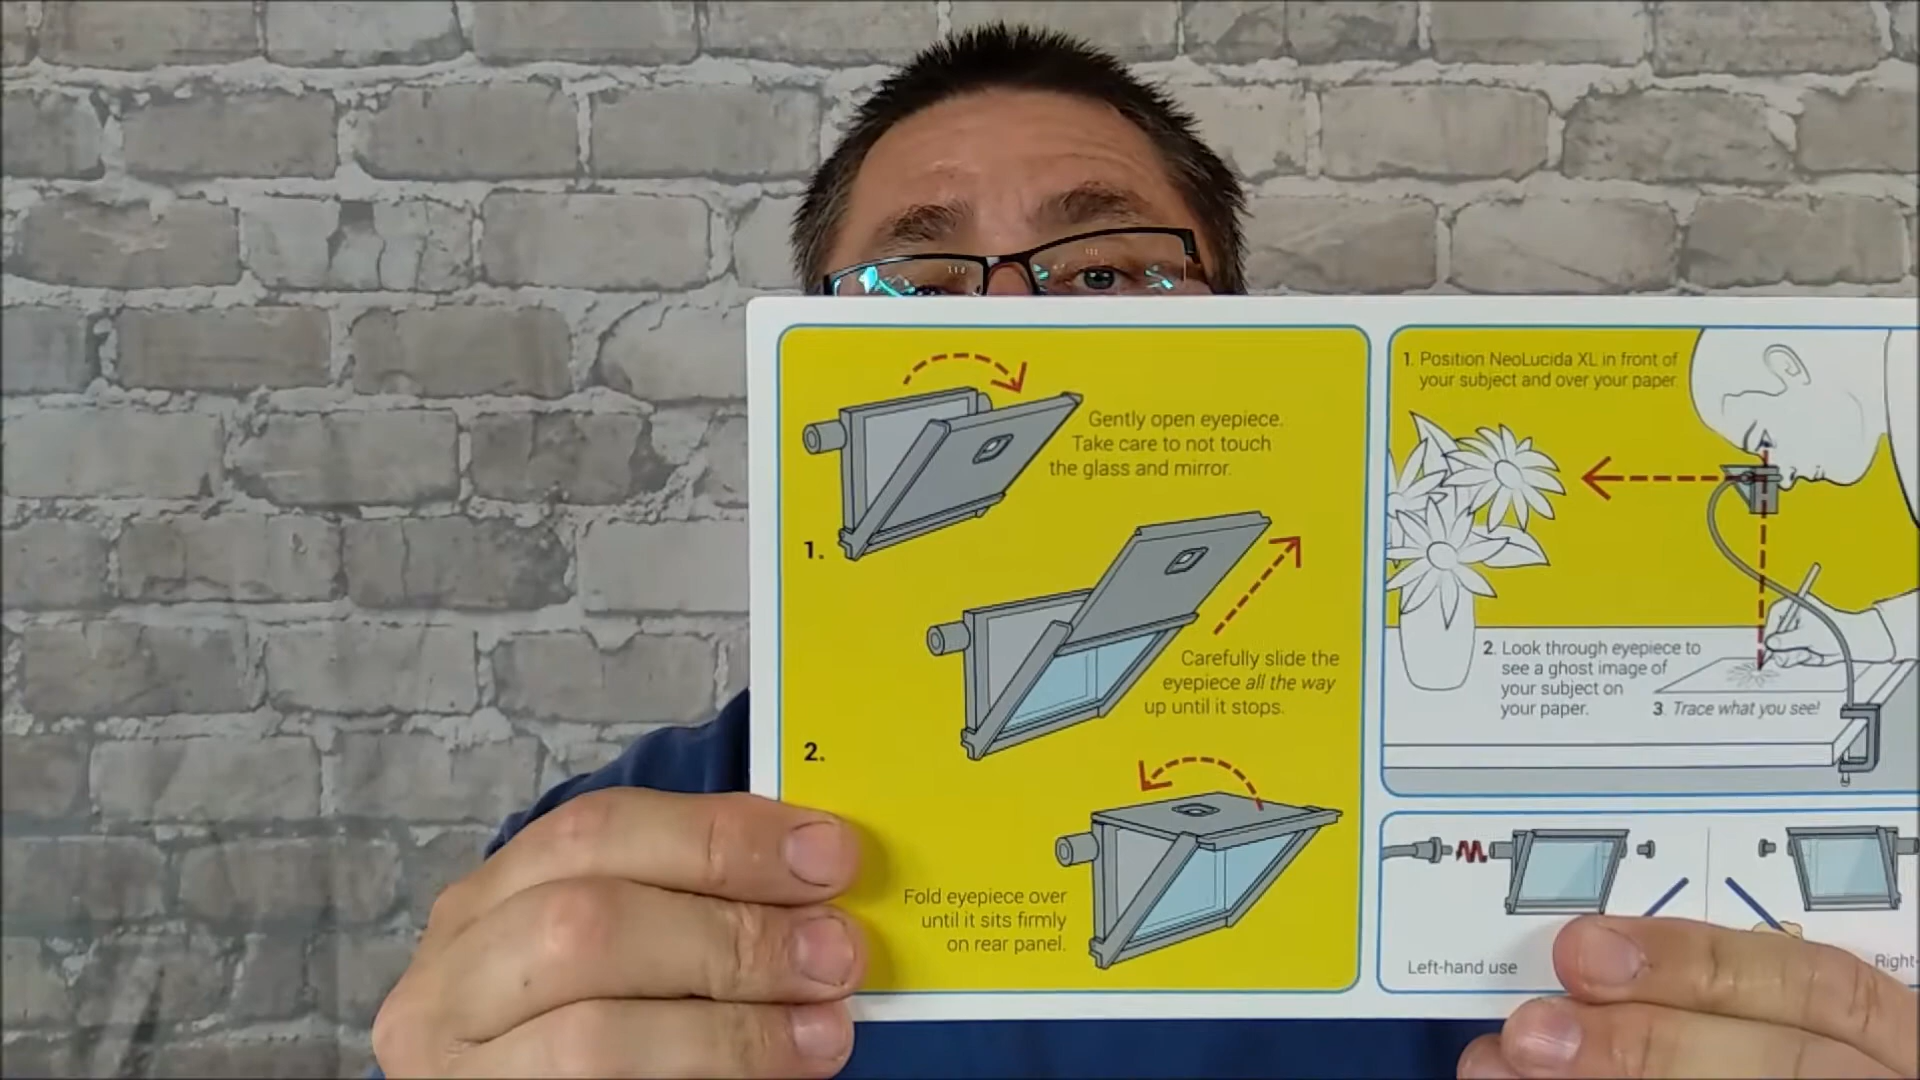 Gently open eyepiece.
Take care to not touch
the glass and mirror.
1.
Carefully slide the
eyepiece all the way
up until it stops.
2.
Fold eyepiece over
until it sits firmly
on rear panel.
1. Position NeoLucida XL in front of
your subject and over your paper.
2. Look through eyepiece to
see a ghost image of
your subject on
your paper.
3. Trace what you see!
Left-hand use
Right-